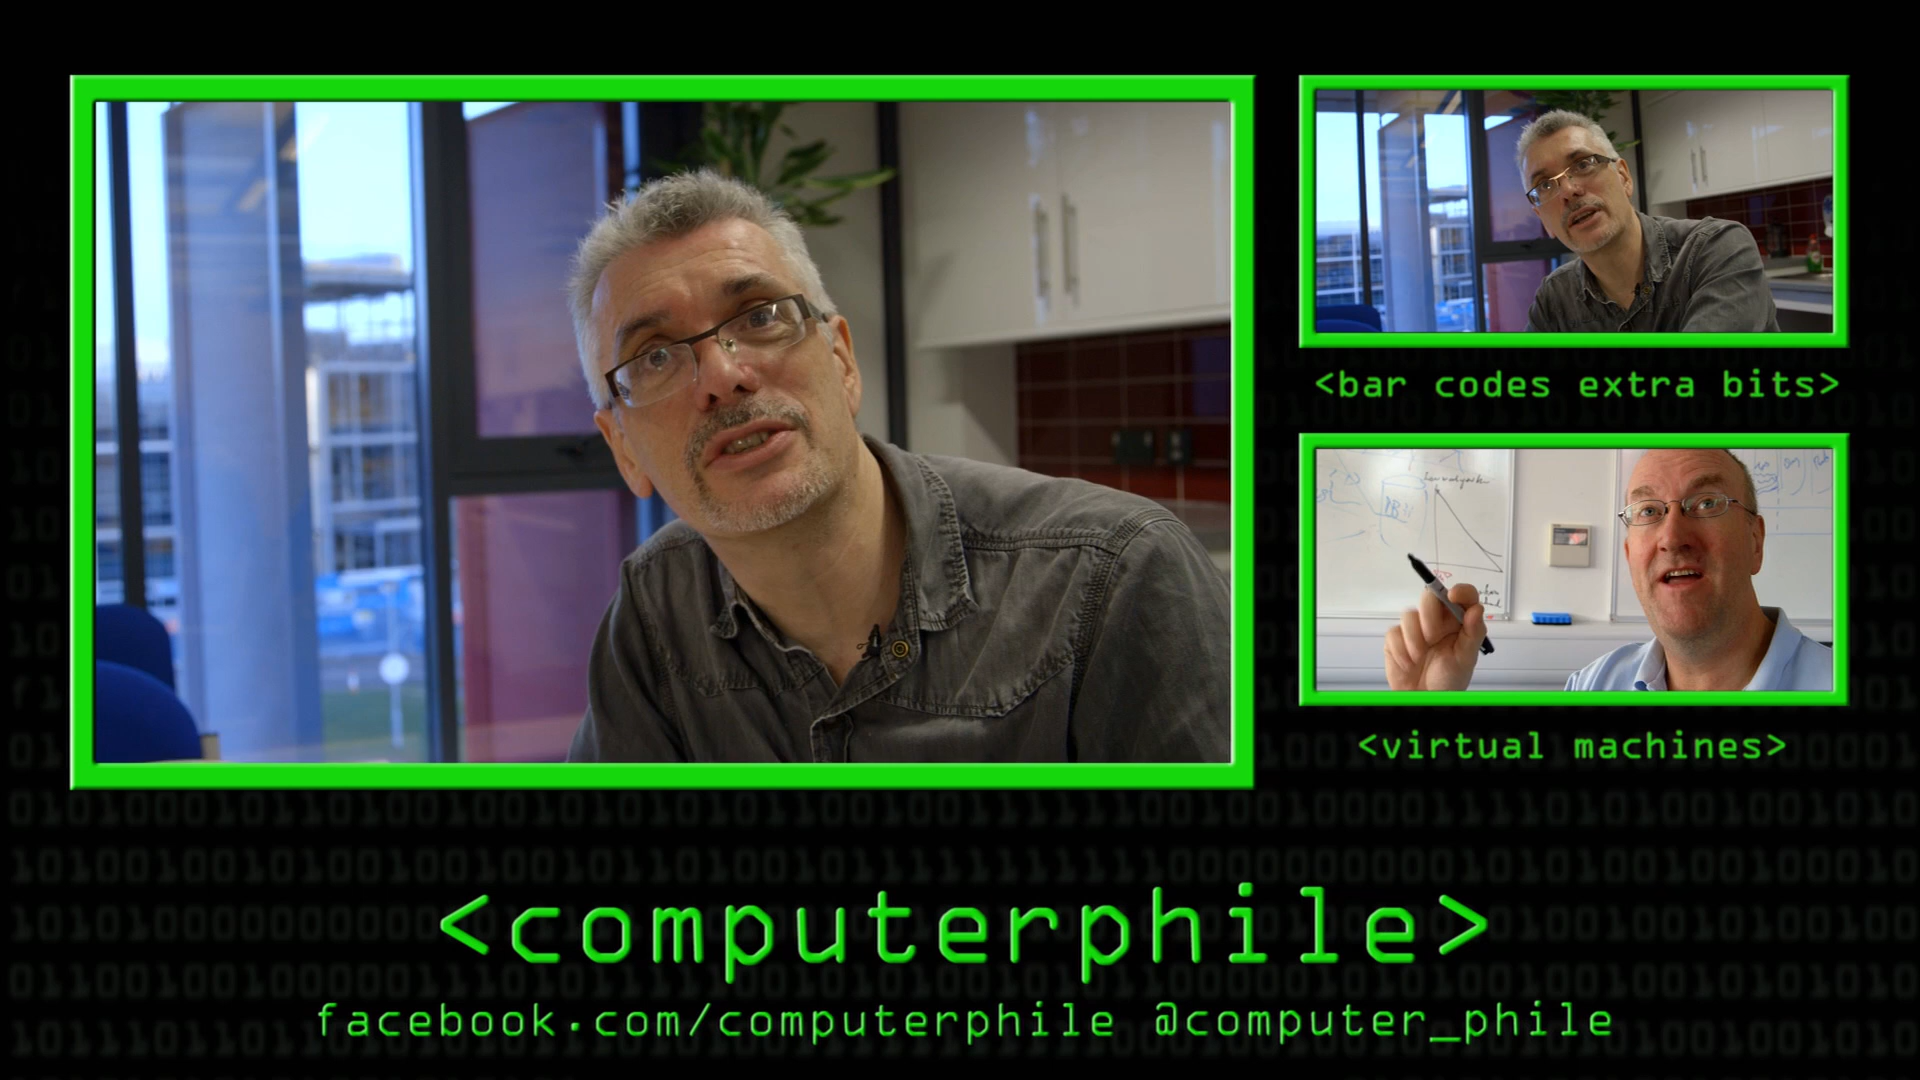 <bar codes extra bits>
<virtual machines>
<computerphile>
facebook.com/computerphile @computer_phile